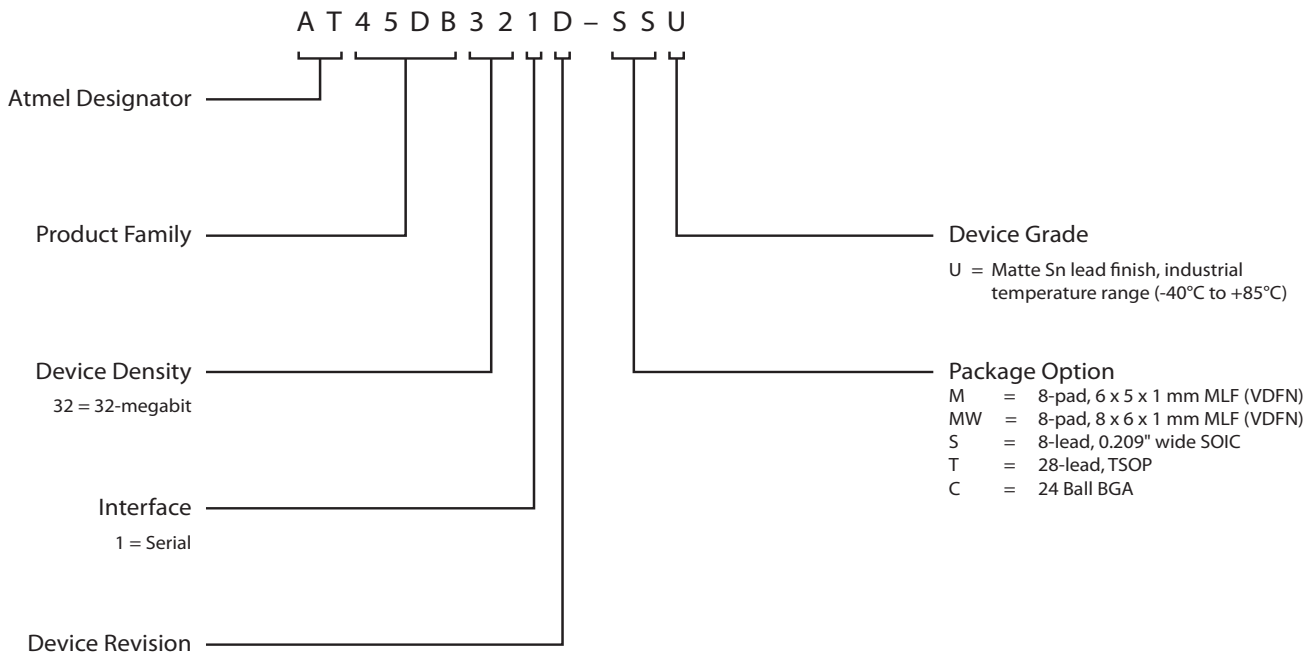 A T 4 5 D B 3 2 1 D – S S U
Atmel Designator
Product Family
Device Density
32 = 32-megabit
Interface
1 = Serial
Device Revision
Device Grade
U = Matte Sn lead finish, industrial
temperature range (-40°C to +85°C)
Package Option
M = 8-pad, 6 x 5 x 1 mm MLF (VDFN)
MW = 8-pad, 8 x 6 x 1 mm MLF (VDFN)
S = 8-lead, 0.209" wide SOIC
T = 28-lead, TSOP
C = 24 Ball BGA